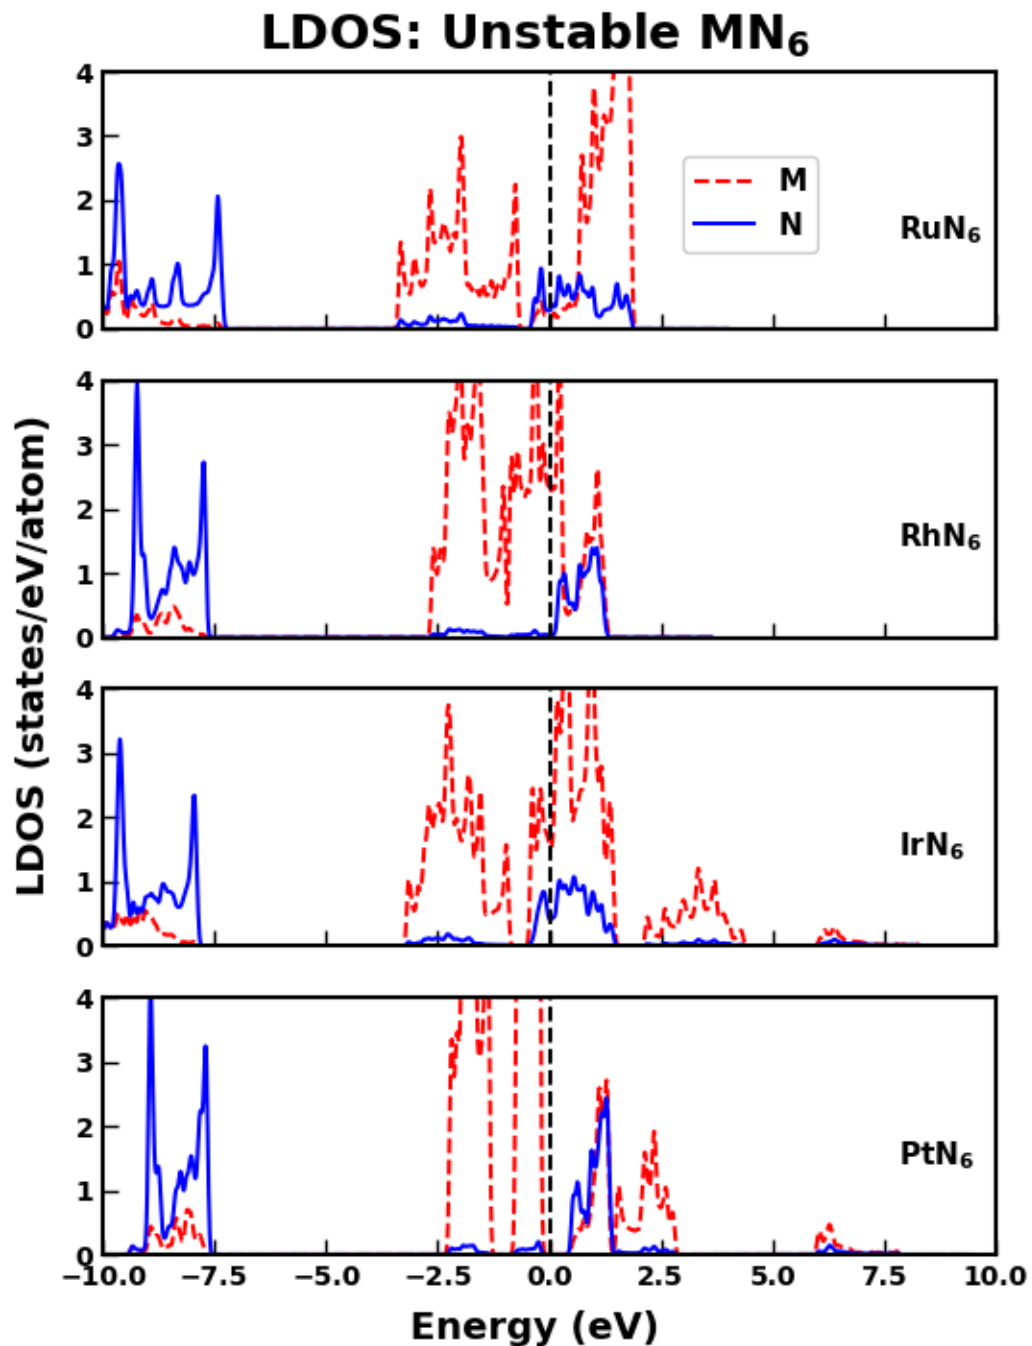 LDOS: Unstable MN₆
4
3
2
1
0
M
N
RuN₆
4
3
2
1
0
RhN₆
4
3
2
1
0
IrN₆
4
3
2
1
0
PtN₆
LDOS (states/eV/atom)
−10.0 −7.5 −5.0 −2.5 0.0 2.5 5.0 7.5 10.0
Energy (eV)